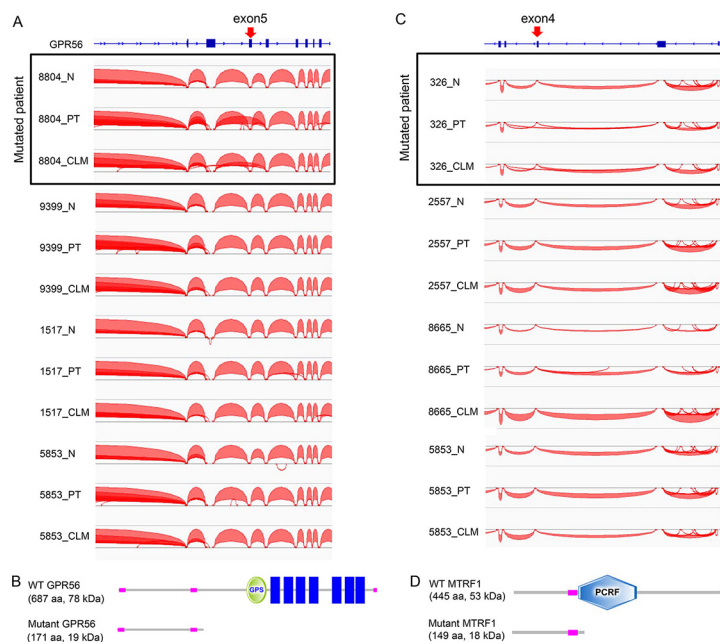 A
exon5
GPR56
Mutated patient
8804_N
8804_PT
8804_CLM
9399_N
9399_PT
9399_CLM
1517_N
1517_PT
1517_CLM
5853_N
5853_PT
5853_CLM
B
WT GPR56
(687 aa, 78 kDa)
GPS
Mutant GPR56
(171 aa, 19 kDa)
C
exon4
Mutated patient
326_N
326_PT
326_CLM
2557_N
2557_PT
2557_CLM
8665_N
8665_PT
8665_CLM
5853_N
5853_PT
5853_CLM
D
WT MTRF1
(445 aa, 53 kDa)
PCRF
Mutant MTRF1
(149 aa, 18 kDa)